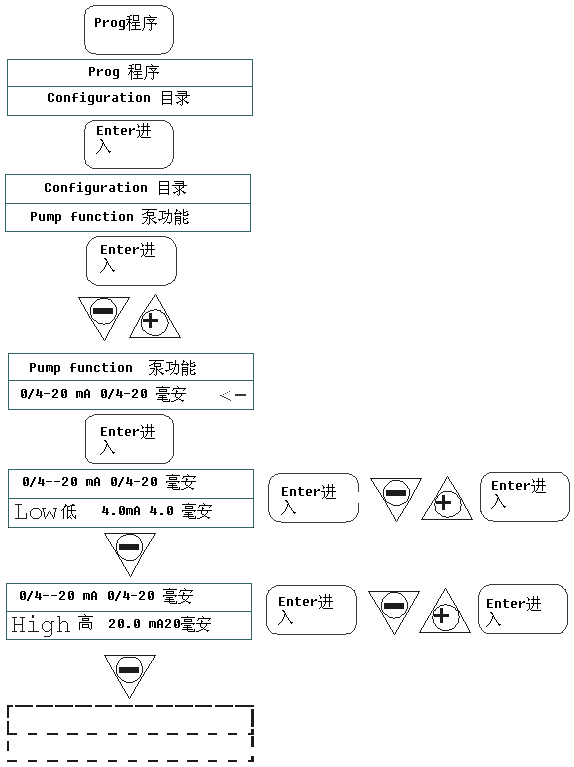 Prog程序
Prog 程序
Configuration 目录
Enter进
入
Configuration 目录
Pump function 泵功能
Enter进
入
Pump function 泵功能
0/4-20 mA 0/4-20 毫安 <-
Enter进
入
0/4--20 mA 0/4-20 毫安
Low低 4.0mA 4.0 毫安
Enter进
入
Enter进
入
0/4--20 mA 0/4-20 毫安
High高 20.0 mA20毫安
Enter进
入
Enter进
入